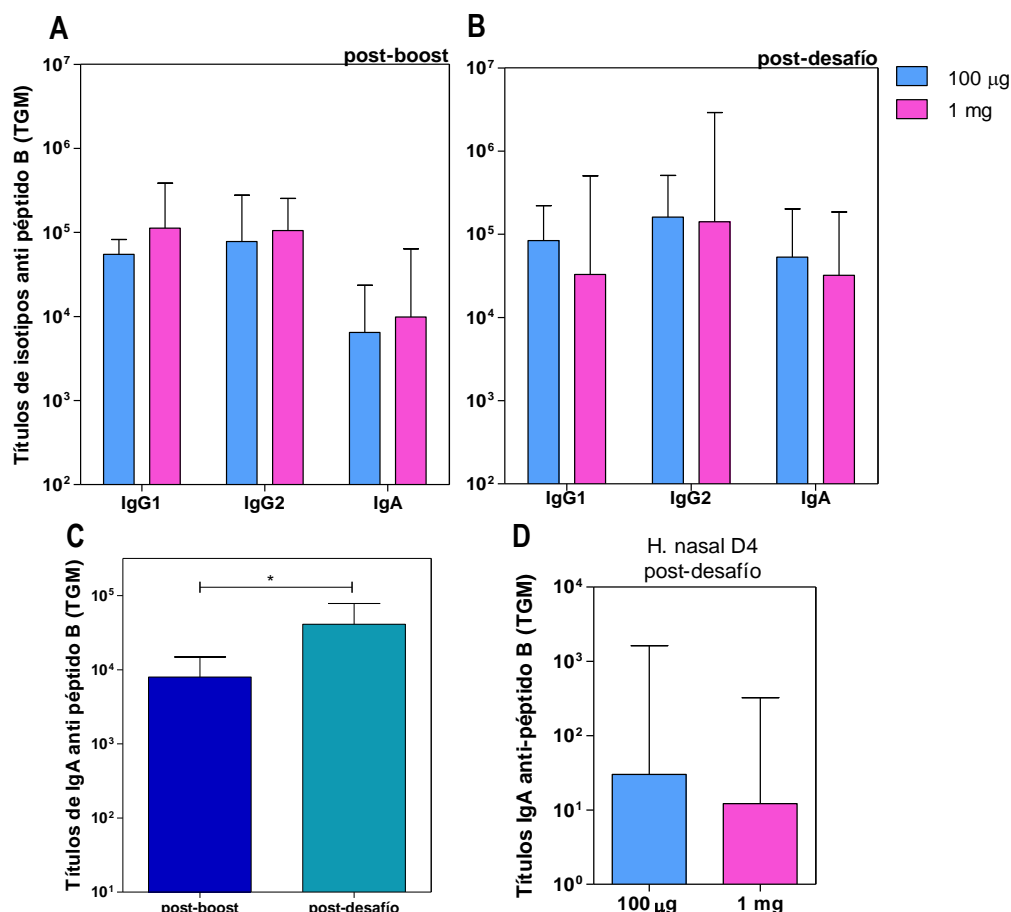 A
post-boost
Títulos de isotipos anti péptido B (TGM)
10⁷
10⁶
10⁵
10⁴
10³
10²
IgG1 IgG2 IgA
B
post-desafío
10⁷
10⁶
10⁵
10⁴
10³
10²
IgG1 IgG2 IgA
100 µg
1 mg
C
Títulos de IgA anti péptido B (TGM)
*
10⁵
10⁴
10³
10²
10¹
post-boost post-desafío
D
H. nasal D4
post-desafío
Títulos IgA anti-péptido B (TGM)
10⁴
10³
10²
10¹
10⁰
100 µg 1 mg